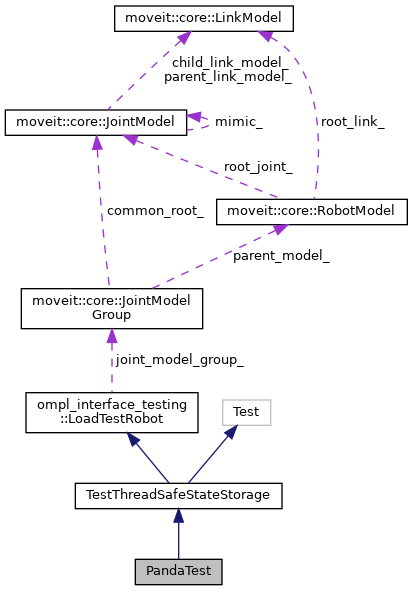 moveit::core::LinkModel
child_link_model_
parent_link_model_
moveit::core::JointModel
mimic_
root_link_
root_joint_
common_root_
moveit::core::RobotModel
parent_model_
moveit::core::JointModel
Group
joint_model_group_
ompl_interface_testing
::LoadTestRobot
Test
TestThreadSafeStateStorage
PandaTest